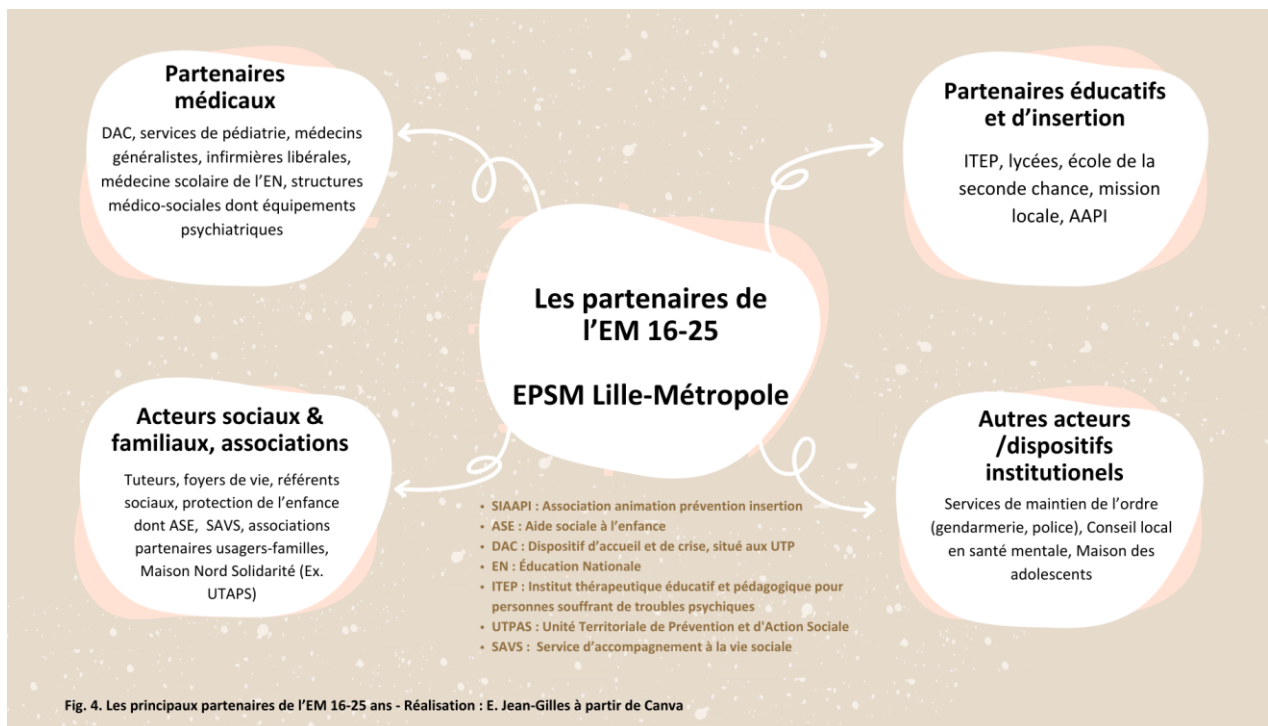 Partenaires
médicaux
DAC, services de pédiatrie, médecins
généralistes, infirmières libérales,
médecine scolaire de l’EN, structures
médico-sociales dont équipements
psychiatriques
Partenaires éducatifs
et d’insertion
ITEP, lycées, école de la
seconde chance, mission
locale, AAPI
Les partenaires de
l’EM 16-25
EPSM Lille-Métropole
Acteurs sociaux &
familiaux, associations
Tuteurs, foyers de vie, référents
sociaux, protection de l’enfance
dont ASE, SAVS, associations
partenaires usagers-familles,
Maison Nord Solidarité (Ex.
UTAPS)
Autres acteurs
/dispositifs
institutionels
Services de maintien de l’ordre
(gendarmerie, police), Conseil local
en santé mentale, Maison des
adolescents
• SIAAPI : Association animation prévention insertion
• ASE : Aide sociale à l’enfance
• DAC : Dispositif d’accueil et de crise, situé aux UTP
• EN : Éducation Nationale
• ITEP : Institut thérapeutique éducatif et pédagogique pour
personnes souffrant de troubles psychiques
• UTPAS : Unité Territoriale de Prévention et d'Action Sociale
• SAVS : Service d’accompagnement à la vie sociale
Fig. 4. Les principaux partenaires de l’EM 16-25 ans - Réalisation : E. Jean-Gilles à partir de Canva